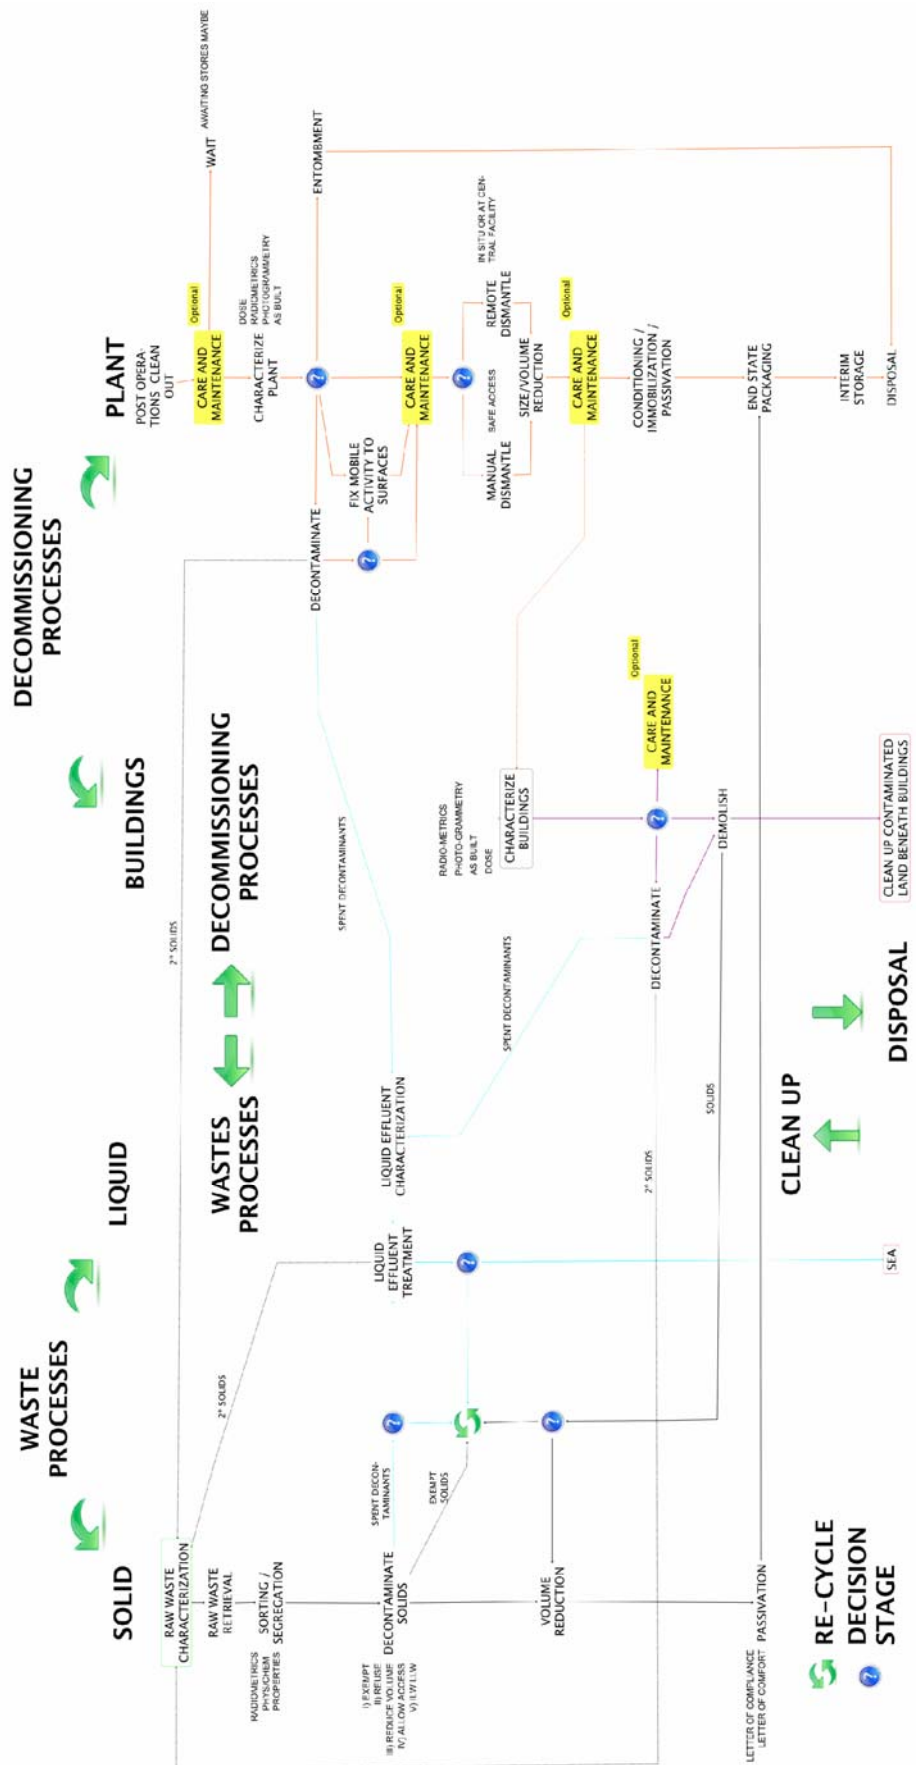 WASTE
PROCESSES
DECOMMISSIONING
PROCESSES
SOLID
LIQUID
BUILDINGS
PLANT
WASTES
PROCESSES
DECOMMISSIONING
PROCESSES
RAW WASTE
CHARACTERIZATION
RAW WASTE
RETRIEVAL
RADIOMETRICS
PHYS/CHEM
PROPERTIES
SORTING /
SEGREGATION
I) EXEMPT
II) REUSE
III) REDUCE VOLUME
IV) ALLOW ACCESS
V) ILW LLW
DECONTAMINATE
SOLIDS
SPENT DECON-
TAMINANTS
EXEMPT
SOLIDS
VOLUME
REDUCTION
LETTER OF COMPLIANCE
LETTER OF COMFORT
PASSIVATION
2° SOLIDS
2° SOLIDS
LIQUID
EFFLUENT
TREATMENT
LIQUID EFFLUENT
CHARACTERIZATION
SEA
SPENT DECONTAMINANTS
SPENT DECONTAMINANTS
2° SOLIDS
SOLIDS
RADIO-METRICS
PHOTO-GRAMMETRY
AS BUILT
DOSE
CHARACTERIZE
BUILDINGS
DECONTAMINATE
Optional
CARE AND
MAINTENANCE
DEMOLISH
CLEAN UP CONTAMINATED
LAND BENEATH BUILDINGS
POST OPERA-
TIONS CLEAN
OUT
Optional
CARE AND
MAINTENANCE
WAIT
AWAITING STORES MAYBE
CHARACTERIZE
PLANT
DOSE
RADIOMETRICS
PHOTOGRAMMETRY
AS BUILT
DECONTAMINATE
ENTOMBMENT
FIX MOBILE
ACTIVITY TO
SURFACES
Optional
CARE AND
MAINTENANCE
MANUAL
DISMANTLE
SAFE ACCESS
REMOTE
DISMANTLE
IN SITU OR AT CEN-
TRAL FACILITY
SIZE/VOLUME
REDUCTION
Optional
CARE AND
MAINTENANCE
CONDITIONING /
IMMOBILIZATION /
PASSIVATION
END STATE
PACKAGING
INTERIM
STORAGE
DISPOSAL
CLEAN UP
DISPOSAL
RE-CYCLE
DECISION
STAGE